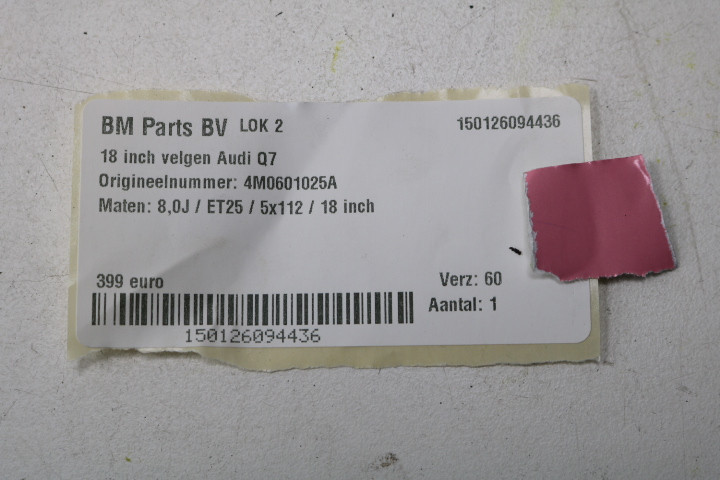 BM Parts BV LOK 2 150126094436
18 inch velgen Audi Q7
Origineelnummer: 4M0601025A
Maten: 8,0J / ET25 / 5x112 / 18 inch
399 euro Verz: 60
Aantal: 1
150126094436